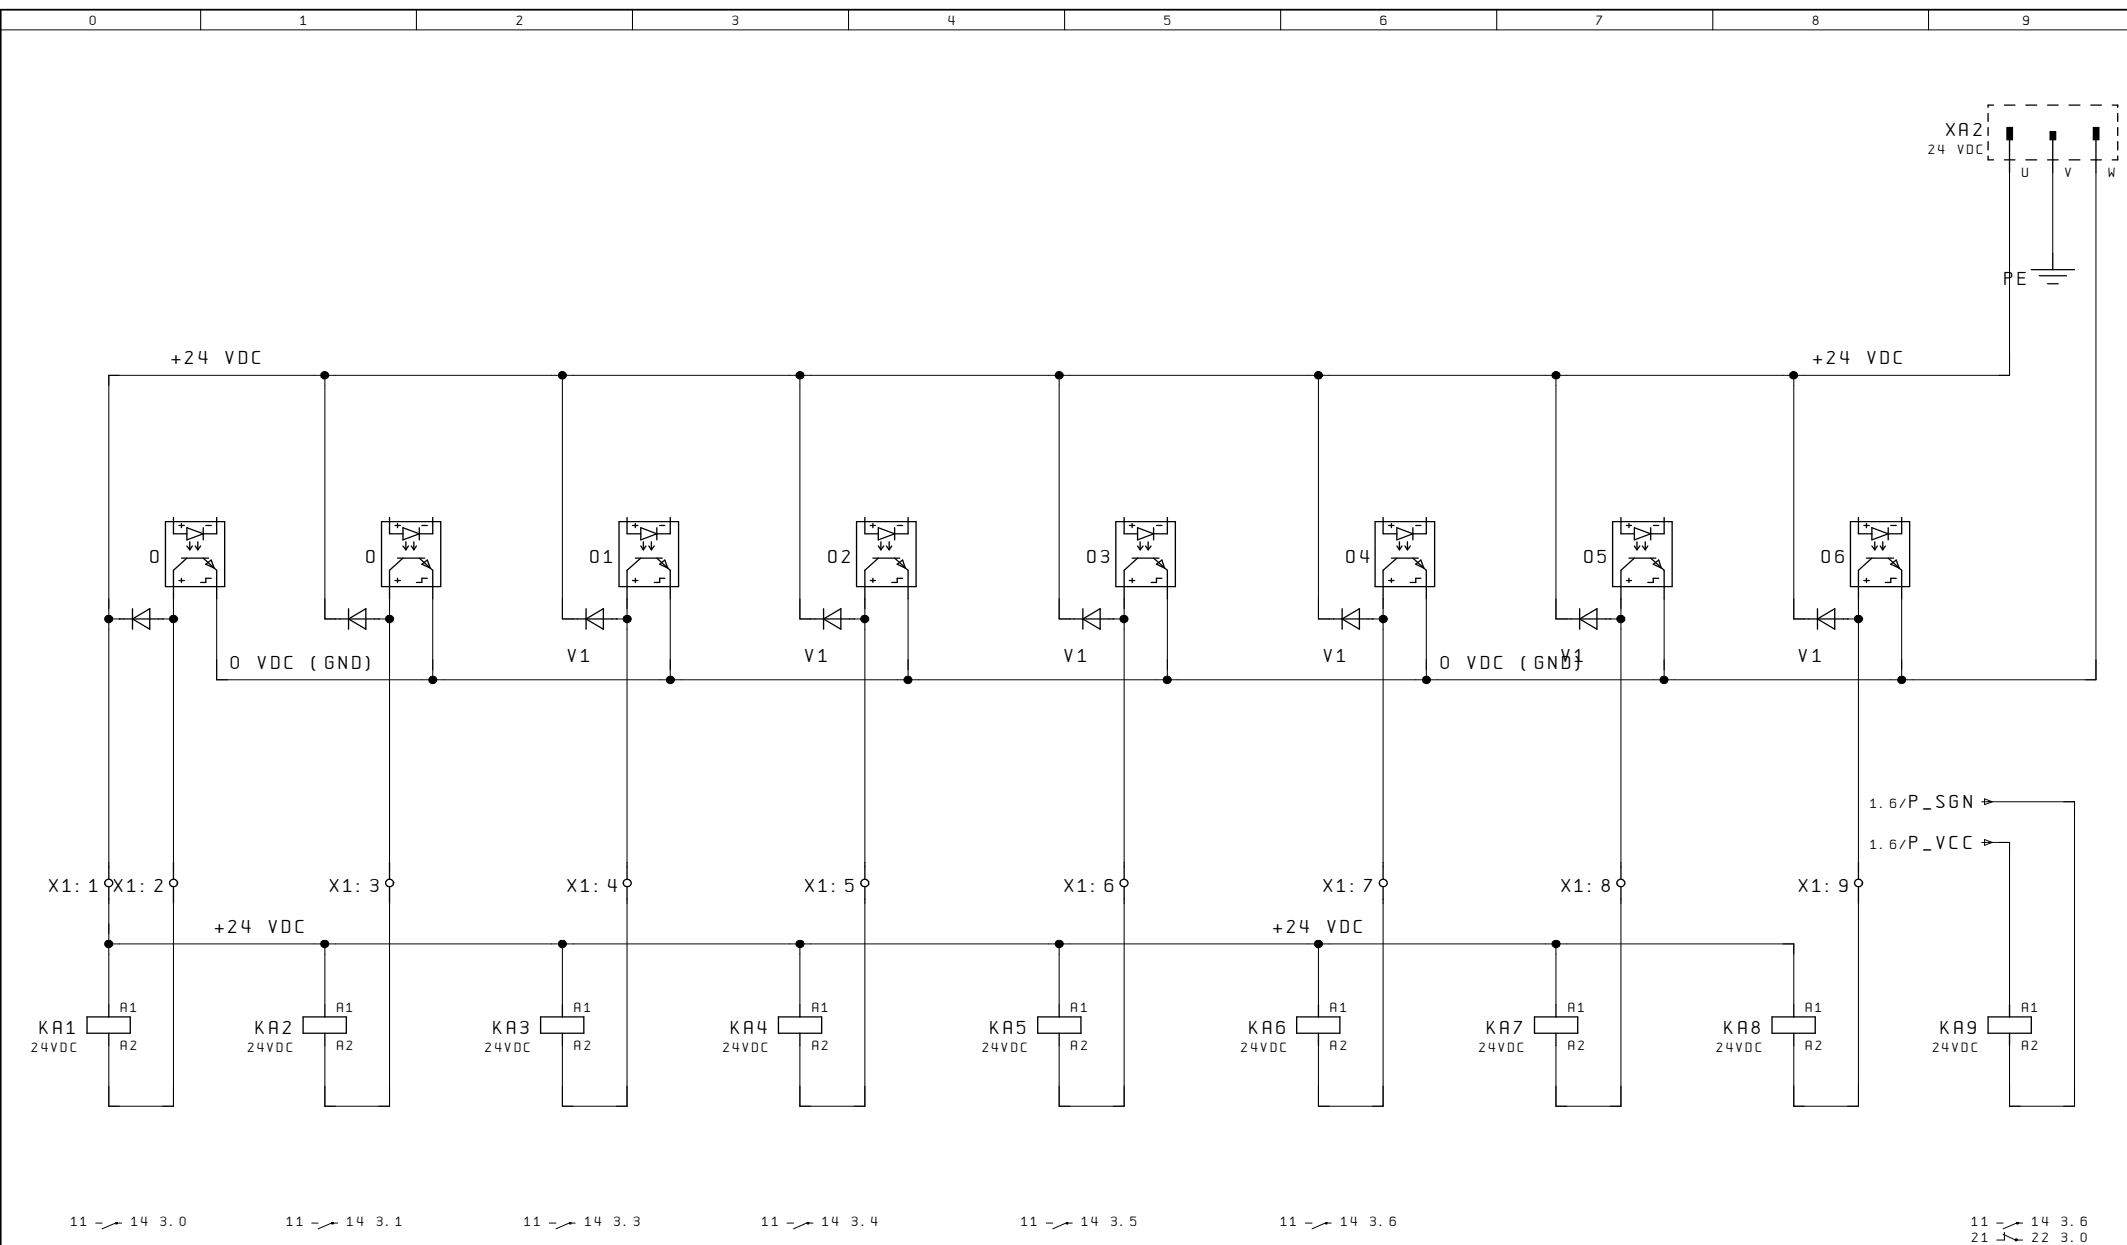 0 1 2 3 4 5 6 7 8 9
XA2
24 VDC
U V W
PE
+24 VDC +24 VDC
0 0 01 02 03 04 05 06
V1 V1 V1 V1 V1 V1
0 VDC (GND) 0 VDC (GND)
1.6/P_SGN
1.6/P_VCC
X1:1 X1:2 X1:3 X1:4 X1:5 X1:6 X1:7 X1:8 X1:9
+24 VDC +24 VDC
A1 A1 A1 A1 A1 A1 A1 A1 A1
KA1 KA2 KA3 KA4 KA5 KA6 KA7 KA8 KA9
24VDC 24VDC 24VDC 24VDC 24VDC 24VDC 24VDC 24VDC 24VDC
A2 A2 A2 A2 A2 A2 A2 A2 A2
11 14 3.0 11 14 3.1 11 14 3.3 11 14 3.4 11 14 3.5 11 14 3.6 11 14 3.6
21 22 3.0